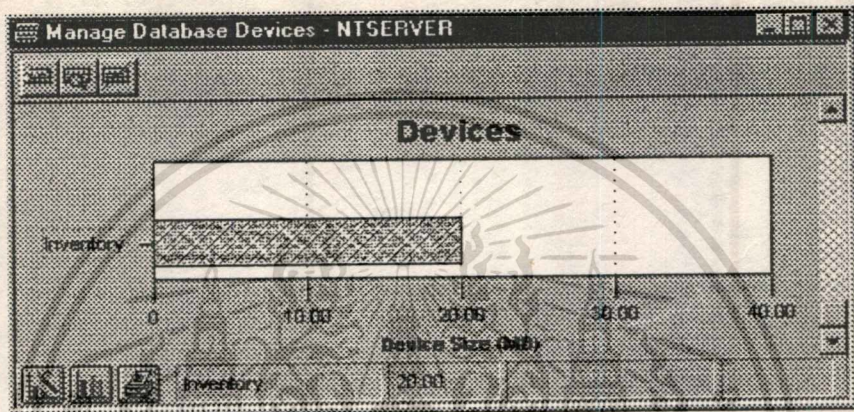 Manage Database Devices - NTSERVER
Devices
Inventory
0 10.00 20.00 30.00 40.00
Device Size (MB)
Inventory 20.00